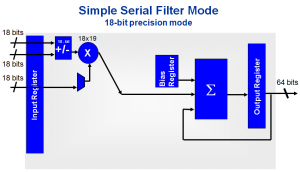 Simple Serial Filter Mode
18-bit precision mode
18 bits
18 bits
18 bits
Input Register
+/-
18x19
X
Bias
Register
Σ
Output Register
64 bits